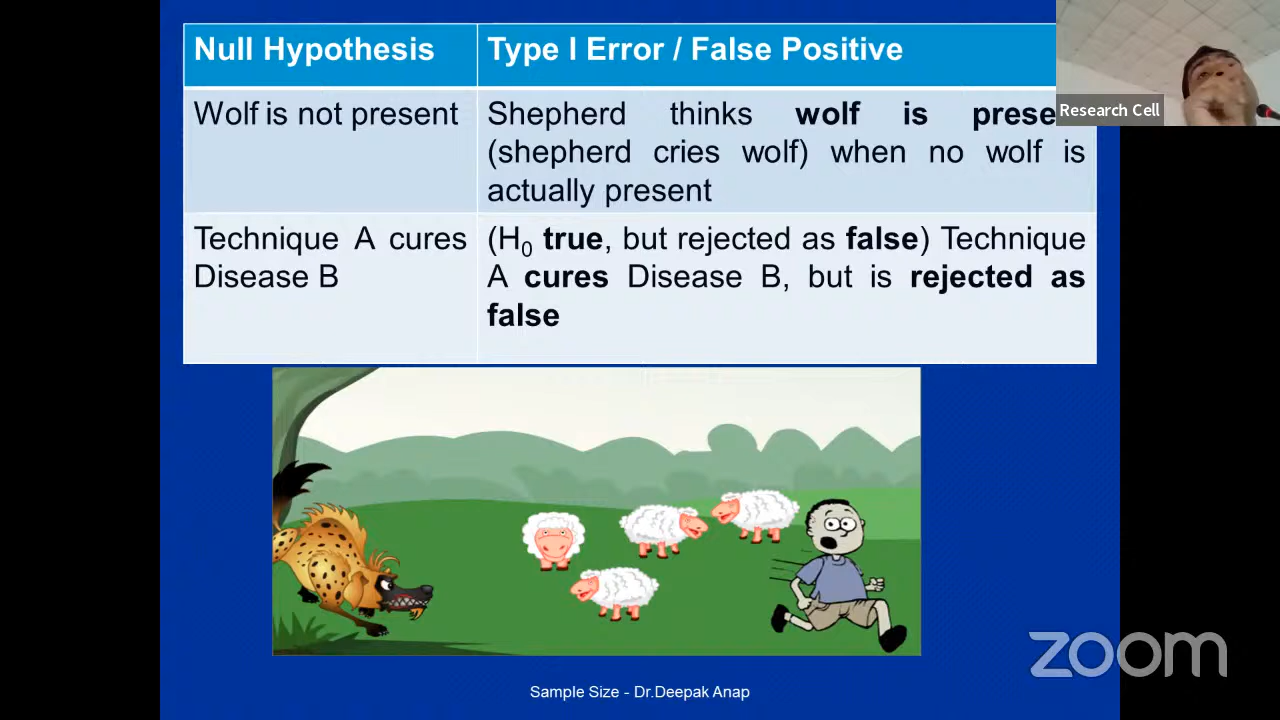 Null Hypothesis
Type I Error / False Positive
Wolf is not present
Shepherd thinks wolf is
(shepherd cries wolf) when no wolf is
actually present
Technique A cures
Disease B
(H₀ true, but rejected as false) Technique
A cures Disease B, but is rejected as
false
Research Cell
zoom
Sample Size - Dr.Deepak Anap